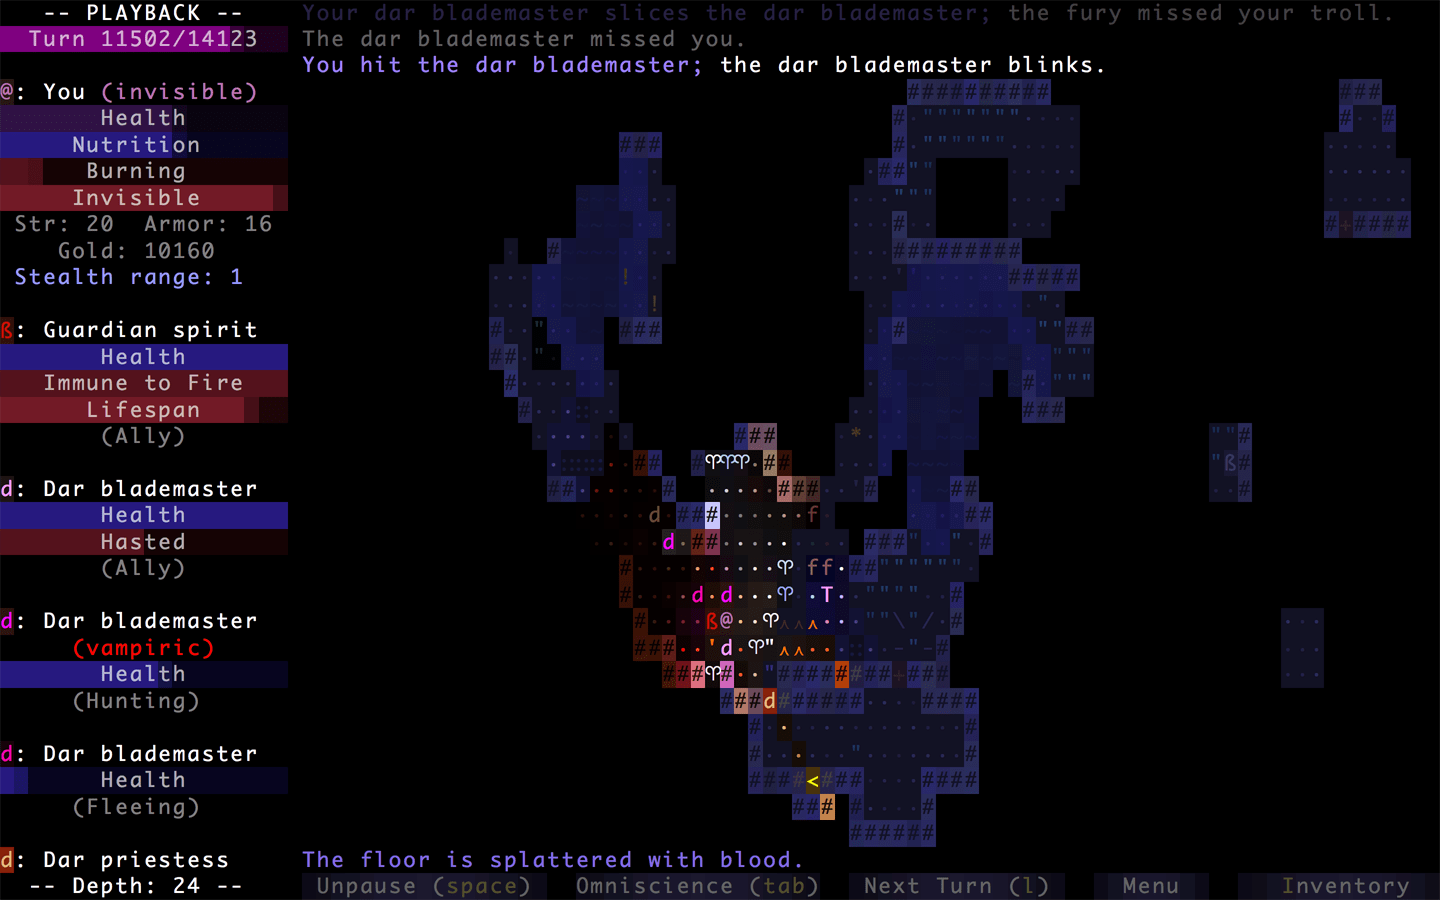 -- PLAYBACK --
Turn 11502/14123
@: You (invisible)
Health
Nutrition
Burning
Invisible
Str: 20 Armor: 16
Gold: 10160
Stealth range: 1
ß: Guardian spirit
Health
Immune to Fire
Lifespan
(Ally)
d: Dar blademaster
Health
Hasted
(Ally)
d: Dar blademaster
(vampiric)
Health
(Hunting)
d: Dar blademaster
Health
(Fleeing)
d: Dar priestess
-- Depth: 24 --
Your dar blademaster slices the dar blademaster; the fury missed your troll.
The dar blademaster missed you.
You hit the dar blademaster; the dar blademaster blinks.
The floor is splattered with blood.
Unpause (space) Omniscience (tab) Next Turn (l) Menu Inventory